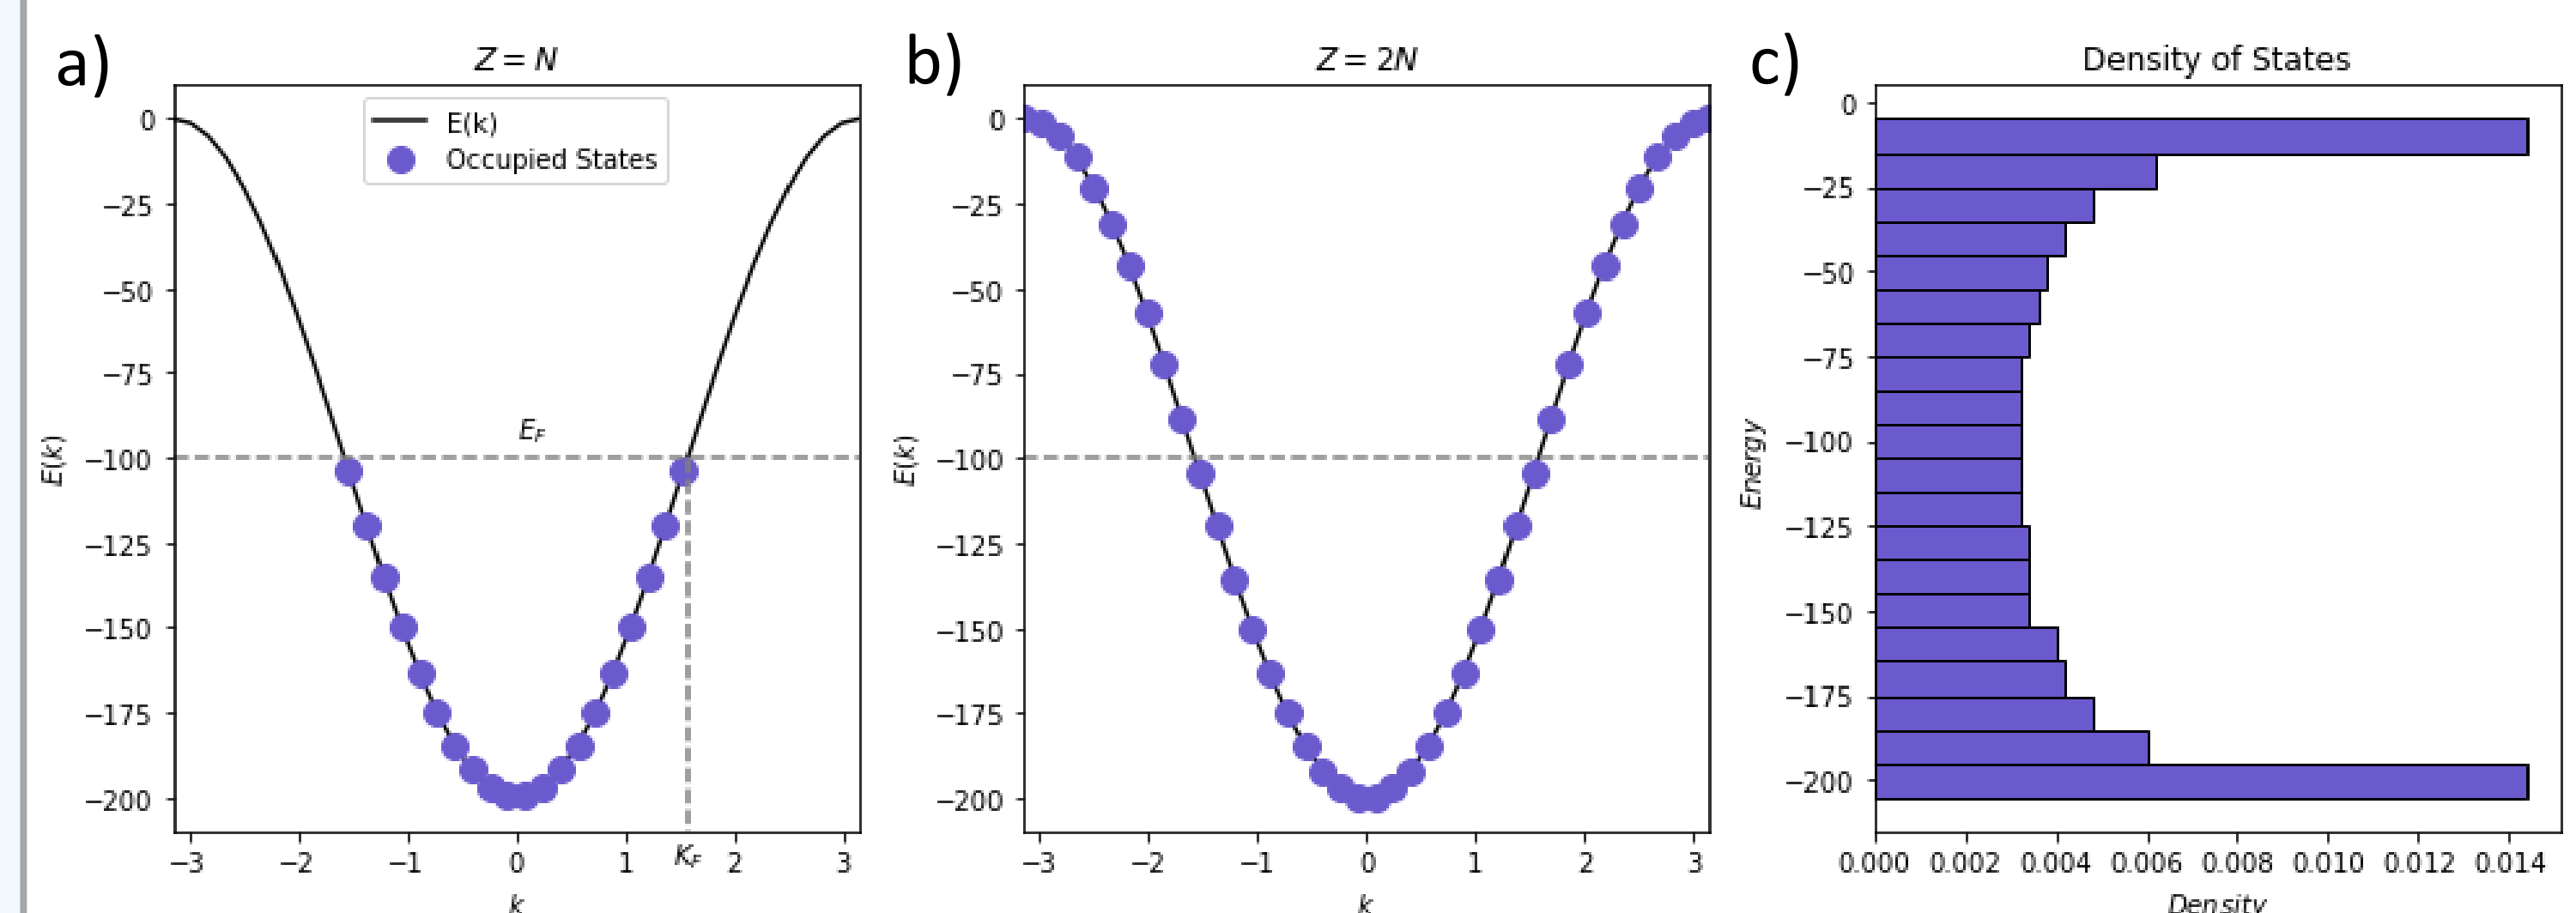 a)
Z = N
E(k)
Occupied States
0
−25
−50
−75
−100
−125
−150
−175
−200
E(k)
E_F
−3 −2 −1 0 1 K_F 2 3
k
b)
Z = 2N
0
−25
−50
−75
−100
−125
−150
−175
−200
E(k)
−3 −2 −1 0 1 2 3
k
c)
Density of States
0
−25
−50
−75
−100
−125
−150
−175
−200
Energy
0.000 0.002 0.004 0.006 0.008 0.010 0.012 0.014
Density